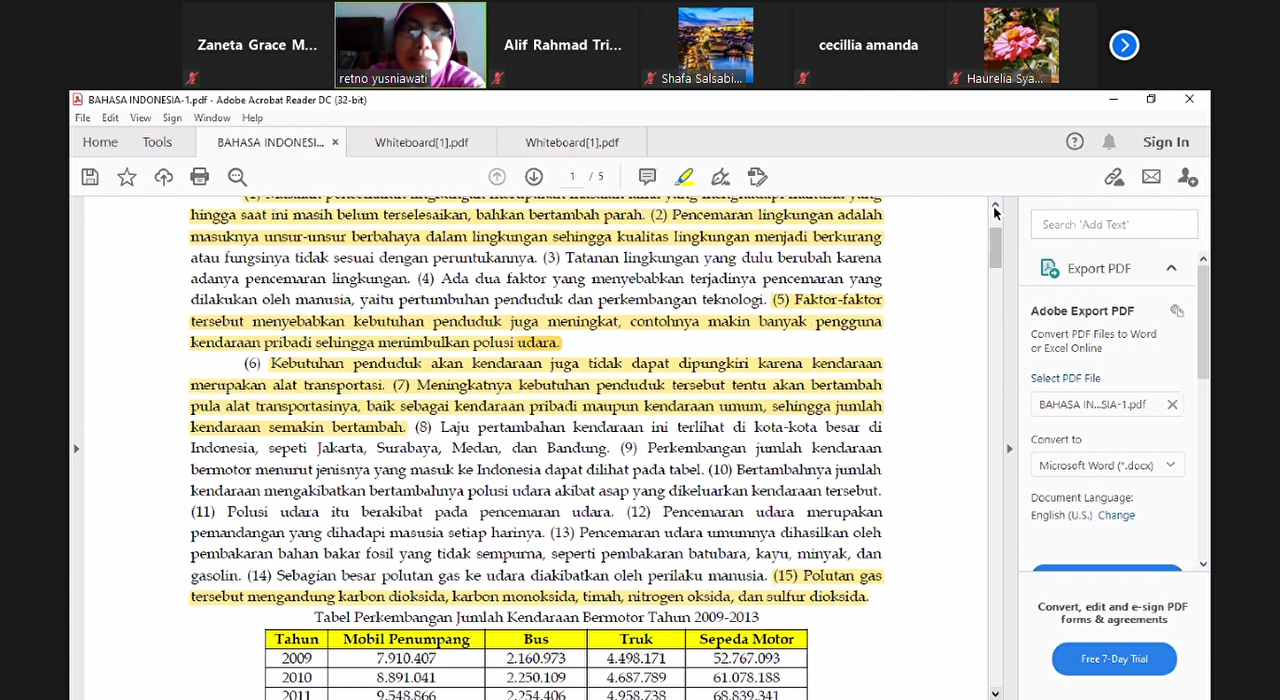 Zaneta Grace M...
retno yusniawati
Alif Rahmad Tri...
Shafa Salsabi...
cecillia amanda
Haurelia Sya...
BAHASA INDONESIA-1.pdf - Adobe Acrobat Reader DC (32-bit)
File Edit View Sign Window Help
Home Tools BAHASA INDONESI... × Whiteboard[1].pdf Whiteboard[1].pdf Sign In
1 / 5
hingga saat ini masih belum terselesaikan, bahkan bertambah parah. (2) Pencemaran lingkungan adalah
masuknya unsur-unsur berbahaya dalam lingkungan sehingga kualitas lingkungan menjadi berkurang
atau fungsinya tidak sesuai dengan peruntukannya. (3) Tatanan lingkungan yang dulu berubah karena
adanya pencemaran lingkungan. (4) Ada dua faktor yang menyebabkan terjadinya pencemaran yang
dilakukan oleh manusia, yaitu pertumbuhan penduduk dan perkembangan teknologi. (5) Faktor-faktor
tersebut menyebabkan kebutuhan penduduk juga meningkat, contohnya makin banyak pengguna
kendaraan pribadi sehingga menimbulkan polusi udara.
(6) Kebutuhan penduduk akan kendaraan juga tidak dapat dipungkiri karena kendaraan
merupakan alat transportasi. (7) Meningkatnya kebutuhan penduduk tersebut tentu akan bertambah
pula alat transportasinya, baik sebagai kendaraan pribadi maupun kendaraan umum, sehingga jumlah
kendaraan semakin bertambah. (8) Laju pertambahan kendaraan ini terlihat di kota-kota besar di
Indonesia, sepeti Jakarta, Surabaya, Medan, dan Bandung. (9) Perkembangan jumlah kendaraan
bermotor menurut jenisnya yang masuk ke Indonesia dapat dilihat pada tabel. (10) Bertambahnya jumlah
kendaraan mengakibatkan bertambahnya polusi udara akibat asap yang dikeluarkan kendaraan tersebut.
(11) Polusi udara itu berakibat pada pencemaran udara. (12) Pencemaran udara merupakan
pemandangan yang dihadapi masusia setiap harinya. (13) Pencemaran udara umumnya dihasilkan oleh
pembakaran bahan bakar fosil yang tidak sempurna, seperti pembakaran batubara, kayu, minyak, dan
gasolin. (14) Sebagian besar polutan gas ke udara diakibatkan oleh perilaku manusia. (15) Polutan gas
tersebut mengandung karbon dioksida, karbon monoksida, timah, nitrogen oksida, dan sulfur dioksida.
Tabel Perkembangan Jumlah Kendaraan Bermotor Tahun 2009-2013
Tahun Mobil Penumpang Bus Truk Sepeda Motor
2009 7.910.407 2.160.973 4.498.171 52.767.093
2010 8.891.041 2.250.109 4.687.789 61.078.188
2011 9.548.866 2.254.406 4.958.738 68.839.341
Search 'Add Text'
Export PDF
Adobe Export PDF
Convert PDF Files to Word
or Excel Online
Select PDF File
BAHASA IN...SIA-1.pdf
Convert to
Microsoft Word (*.docx)
Document Language:
English (U.S.) Change
Convert, edit and e-sign PDF
forms & agreements
Free 7-Day Trial